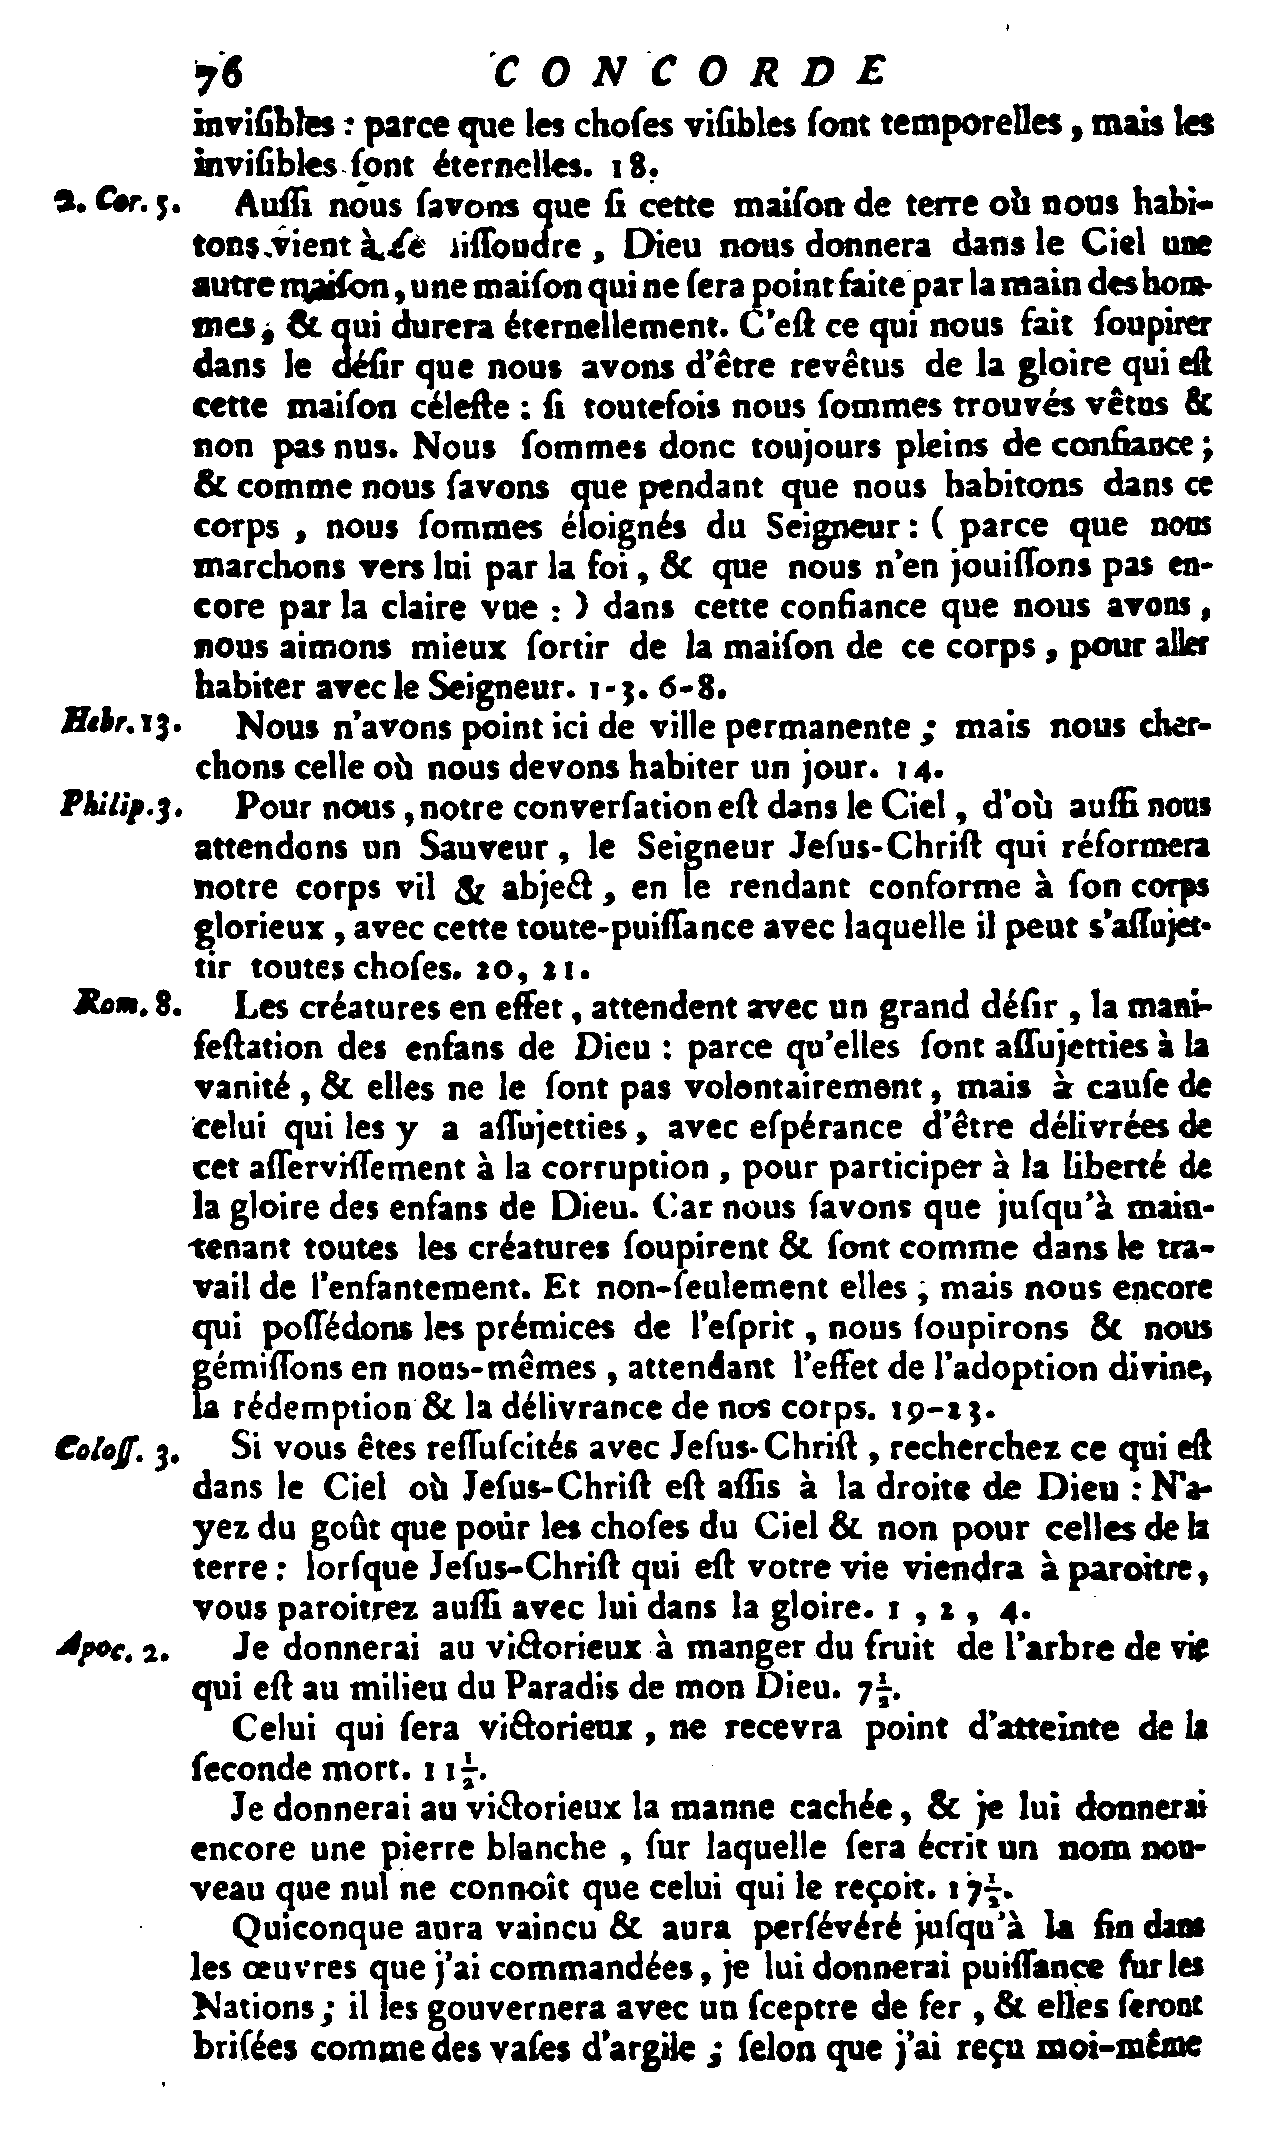 76 CONCORDE
inviſibles : parce que les choſes viſibles ſont temporelles, mais les
inviſibles ſont éternelles. 18.
2. Cor. 5. Auſſi nous ſavons que ſi cette maiſon de terre où nous habi-
tons vient à ſe diſſoudre, Dieu nous donnera dans le Ciel une
autre maiſon, une maiſon qui ne ſera point faite par la main des hom-
mes, & qui durera éternellement. C'eſt ce qui nous fait ſoupirer
dans le déſir que nous avons d'être revêtus de la gloire qui eſt
cette maiſon céleſte : ſi toutefois nous ſommes trouvés vêtus &
non pas nus. Nous ſommes donc toujours pleins de confiance ;
& comme nous ſavons que pendant que nous habitons dans ce
corps, nous ſommes éloignés du Seigneur : ( parce que nous
marchons vers lui par la foi, & que nous n'en jouiſſons pas en-
core par la claire vue : ) dans cette confiance que nous avons,
nous aimons mieux ſortir de la maiſon de ce corps, pour aller
habiter avec le Seigneur. 1-3. 6-8.
Hebr. 13. Nous n'avons point ici de ville permanente ; mais nous cher-
chons celle où nous devons habiter un jour. 14.
Philip. 3. Pour nous, notre converſation eſt dans le Ciel, d'où auſſi nous
attendons un Sauveur, le Seigneur Jeſus-Chriſt qui réformera
notre corps vil & abject, en le rendant conforme à ſon corps
glorieux, avec cette toute-puiſſance avec laquelle il peut s'aſſujet-
tir toutes choſes. 20, 21.
Rom. 8. Les créatures en effet, attendent avec un grand déſir, la mani-
feſtation des enfans de Dieu : parce qu'elles ſont aſſujetties à la
vanité, & elles ne le ſont pas volontairement, mais à cauſe de
celui qui les y a aſſujetties, avec eſpérance d'être délivrées de
cet aſſerviſſement à la corruption, pour participer à la liberté de
la gloire des enfans de Dieu. Car nous ſavons que juſqu'à main-
tenant toutes les créatures ſoupirent & ſont comme dans le tra-
vail de l'enfantement. Et non-ſeulement elles ; mais nous encore
qui poſſédons les prémices de l'eſprit, nous ſoupirons & nous
gémiſſons en nous-mêmes, attendant l'effet de l'adoption divine,
la rédemption & la délivrance de nos corps. 19-23.
Coloſſ. 3. Si vous êtes reſſuſcités avec Jeſus-Chriſt, recherchez ce qui eſt
dans le Ciel où Jeſus-Chriſt eſt aſſis à la droite de Dieu : N'a-
yez du goût que pour les choſes du Ciel & non pour celles de la
terre : lorſque Jeſus-Chriſt qui eſt votre vie viendra à paroitre,
vous paroitrez auſſi avec lui dans la gloire. 1, 2, 4.
Apoc. 2. Je donnerai au victorieux à manger du fruit de l'arbre de vie
qui eſt au milieu du Paradis de mon Dieu. 7½.
Celui qui ſera victorieux, ne recevra point d'atteinte de la
ſeconde mort. 11½.
Je donnerai au victorieux la manne cachée, & je lui donnerai
encore une pierre blanche, ſur laquelle ſera écrit un nom nou-
veau que nul ne connoît que celui qui le reçoit. 17½.
Quiconque aura vaincu & aura perſévéré juſqu'à la fin dans
les œuvres que j'ai commandées, je lui donnerai puiſſance ſur les
Nations ; il les gouvernera avec un ſceptre de fer, & elles ſeront
briſées comme des vaſes d'argile ; ſelon que j'ai reçu moi-même